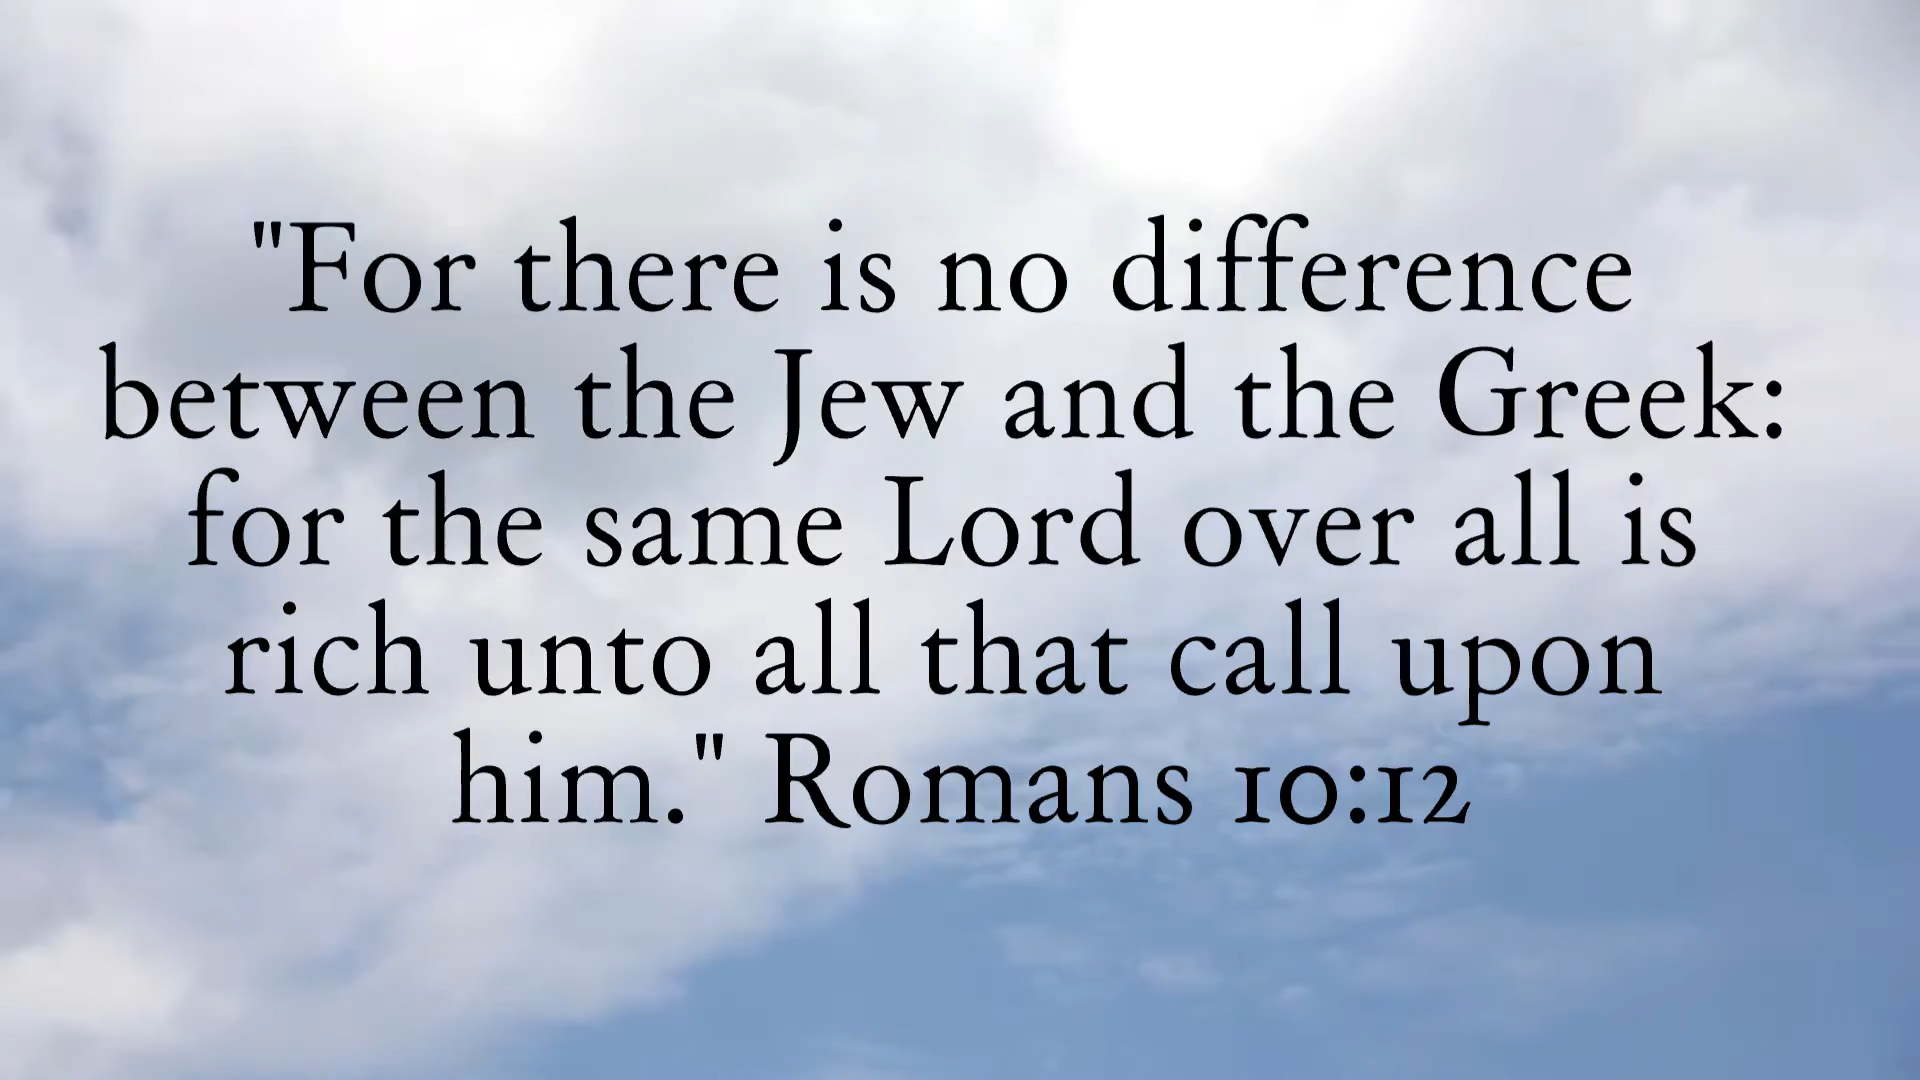 "For there is no difference
between the Jew and the Greek:
for the same Lord over all is
rich unto all that call upon
him." Romans 10:12